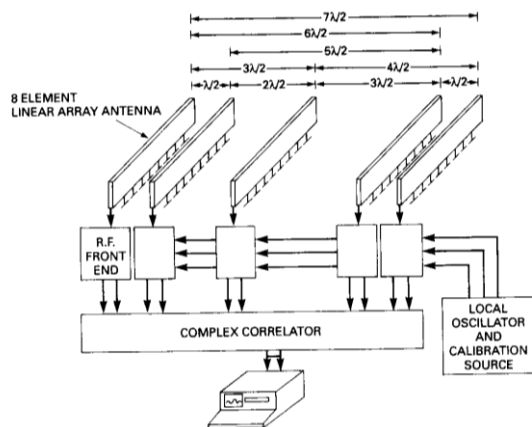 7λ/2
6λ/2
5λ/2
3λ/2
4λ/2
λ/2
2λ/2
3λ/2
λ/2
8 ELEMENT
LINEAR ARRAY ANTENNA
R.F.
FRONT
END
COMPLEX CORRELATOR
LOCAL
OSCILLATOR
AND
CALIBRATION
SOURCE